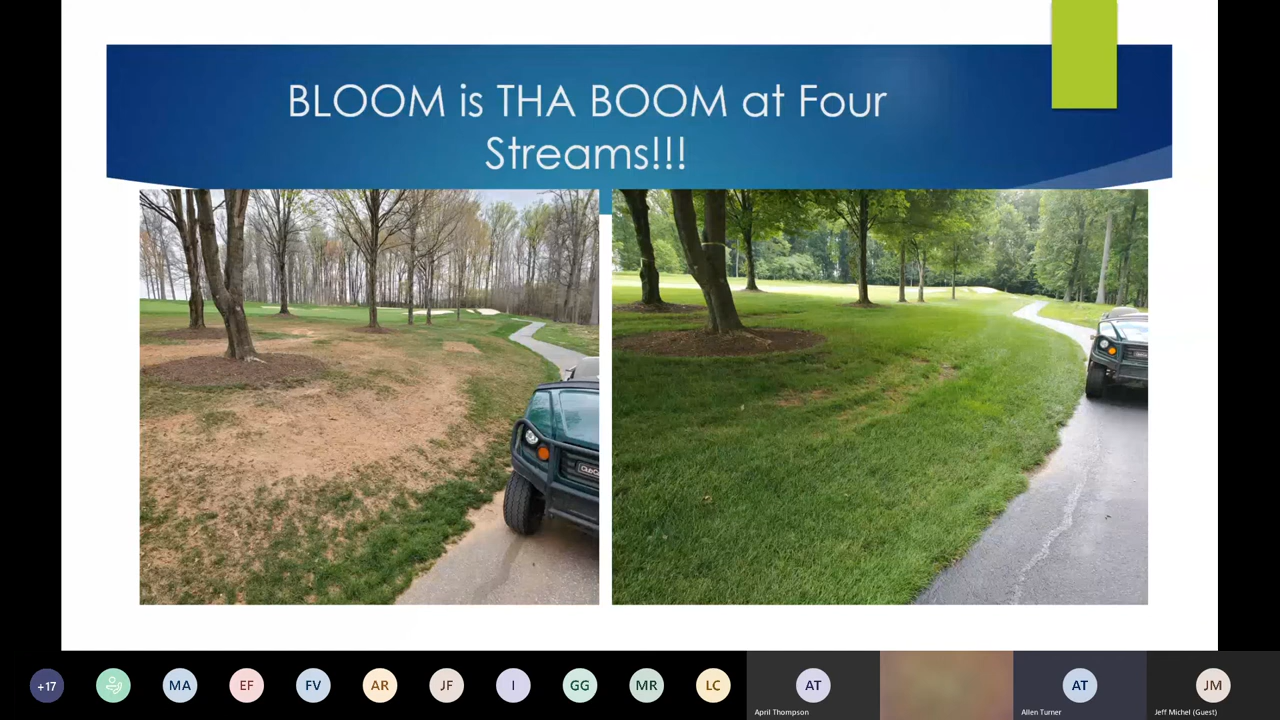 BLOOM is THA BOOM at Four
Streams!!!
+17
MA
EF
FV
AR
JF
I
GG
MR
LC
AT
April Thompson
AT
Allen Turner
JM
Jeff Michel (Guest)